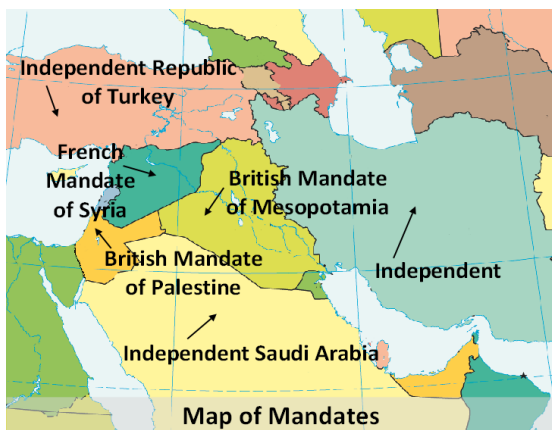 Independent Republic
of Turkey
French
Mandate
of Syria
British Mandate
of Mesopotamia
British Mandate
of Palestine
Independent
Independent Saudi Arabia
Map of Mandates